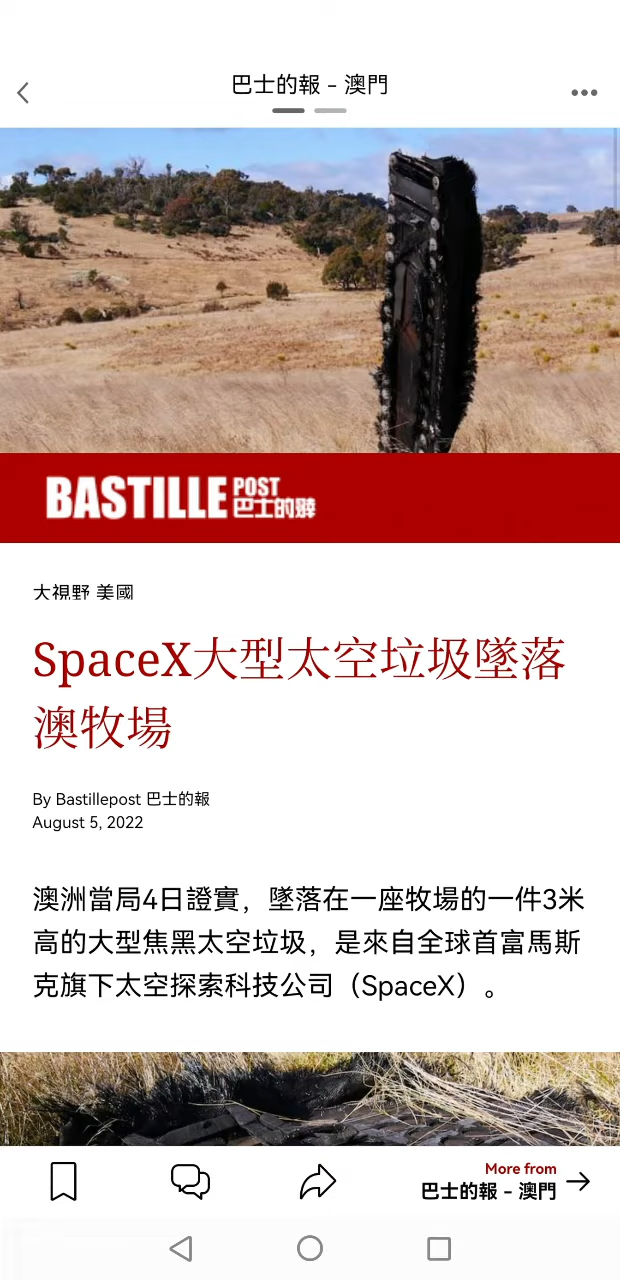 巴士的報 - 澳門
BASTILLE POST 巴士的報
大視野 美國
SpaceX大型太空垃圾墜落
澳牧場
By Bastillepost 巴士的報
August 5, 2022
澳洲當局4日證實，墜落在一座牧場的一件3米
高的大型焦黑太空垃圾，是來自全球首富馬斯
克旗下太空探索科技公司（SpaceX）。
More from
巴士的報 - 澳門